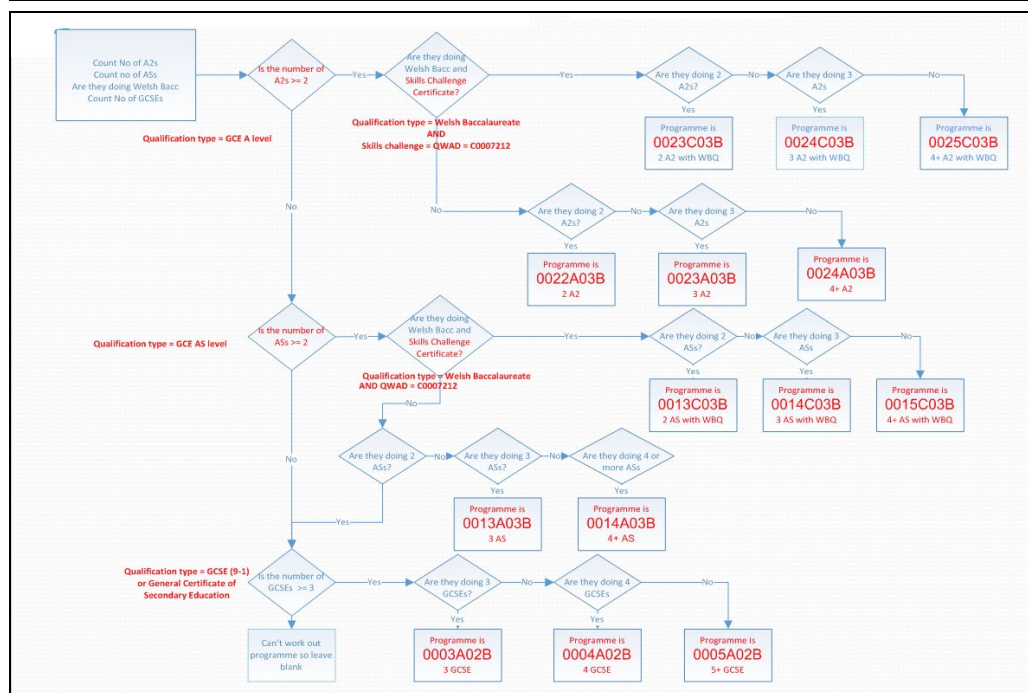 Count No of A2s
Count no of ASs
Are they doing Welsh Bacc
Count No of GCSEs
Is the number of
A2s >= 2
Yes
Are they doing
Welsh Bacc and
Skills Challenge
Certificate?
Yes
Are they doing 2
A2s?
No
Are they doing 3
A2s
No
Qualification type = GCE A level
Qualification type = Welsh Baccalaureate
AND
Skills challenge = QWAD = C0007212
Yes
Programme is
0023C03B
2 A2 with WBQ
Yes
Programme is
0024C03B
3 A2 with WBQ
Programme is
0025C03B
4+ A2 with WBQ
No
No
Are they doing 2
A2s?
No
Are they doing 3
A2s
No
Yes
Programme is
0022A03B
2 A2
Yes
Programme is
0023A03B
3 A2
Programme is
0024A03B
4+ A2
Qualification type = GCE AS level
Is the number of
ASs >= 2
Yes
Are they doing
Welsh Bacc and
Skills Challenge
Certificate?
Yes
Are they doing 2
ASs?
No
Are they doing 3
ASs
No
Qualification type = Welsh Baccalaureate
AND QWAD = C0007212
Yes
Programme is
0013C03B
2 AS with WBQ
Yes
Programme is
0014C03B
3 AS with WBQ
Programme is
0015C03B
4+ AS with WBQ
No
No
Are they doing 2
ASs?
No
Are they doing 3
ASs?
No
Are they doing 4 or
more ASs
Yes
Yes
Programme is
0013A03B
3 AS
Yes
Programme is
0014A03B
4+ AS
Qualification type = GCSE (9-1)
or General Certificate of
Secondary Education
Is the number of
GCSEs >= 3
Yes
Are they doing 3
GCSEs?
No
Are they doing 4
GCSEs
No
Can't work out
programme so leave
blank
Yes
Programme is
0003A02B
3 GCSE
Yes
Programme is
0004A02B
4 GCSE
Programme is
0005A02B
5+ GCSE